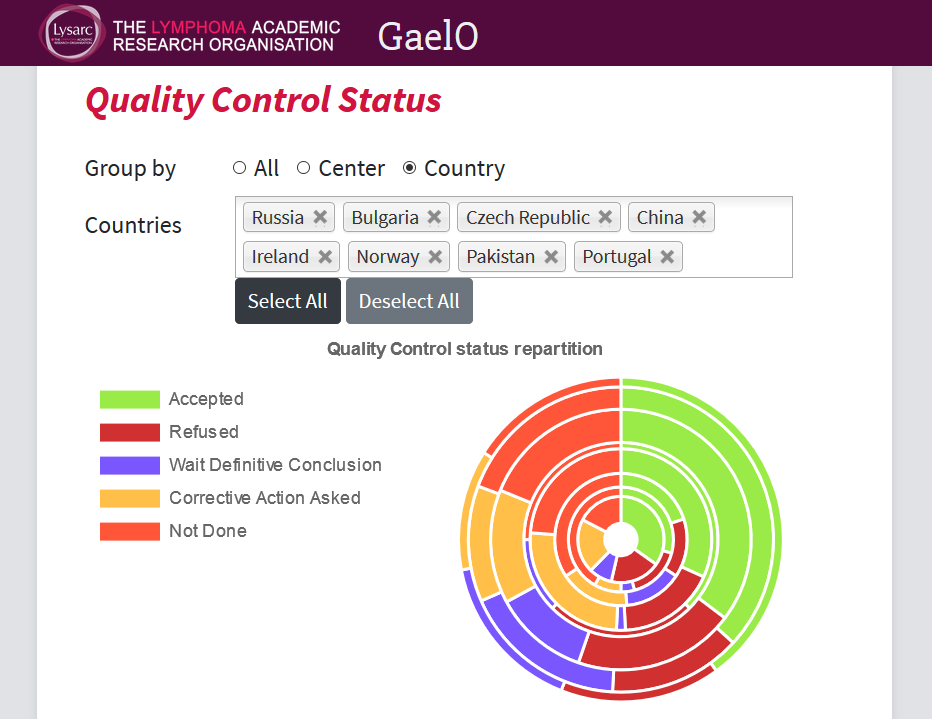 Lysarc
THE LYMPHOMA ACADEMIC
RESEARCH ORGANISATION
GaelO
Quality Control Status
Group by
All
Center
Country
Countries
Russia
Bulgaria
Czech Republic
China
Ireland
Norway
Pakistan
Portugal
Select All
Deselect All
Quality Control status repartition
Accepted
Refused
Wait Definitive Conclusion
Corrective Action Asked
Not Done